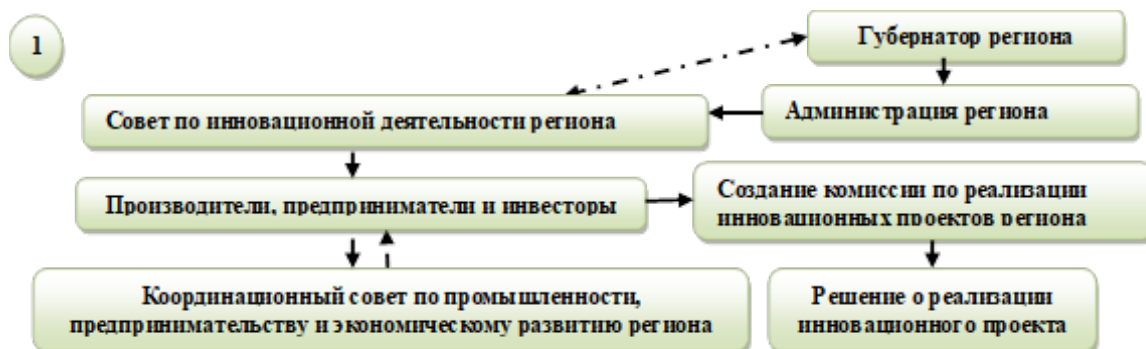 1
Губернатор региона
Администрация региона
Совет по инновационной деятельности региона
Производители, предприниматели и инвесторы
Создание комиссии по реализации
инновационных проектов региона
Координационный совет по промышленности,
предпринимательству и экономическому развитию региона
Решение о реализации
инновационного проекта